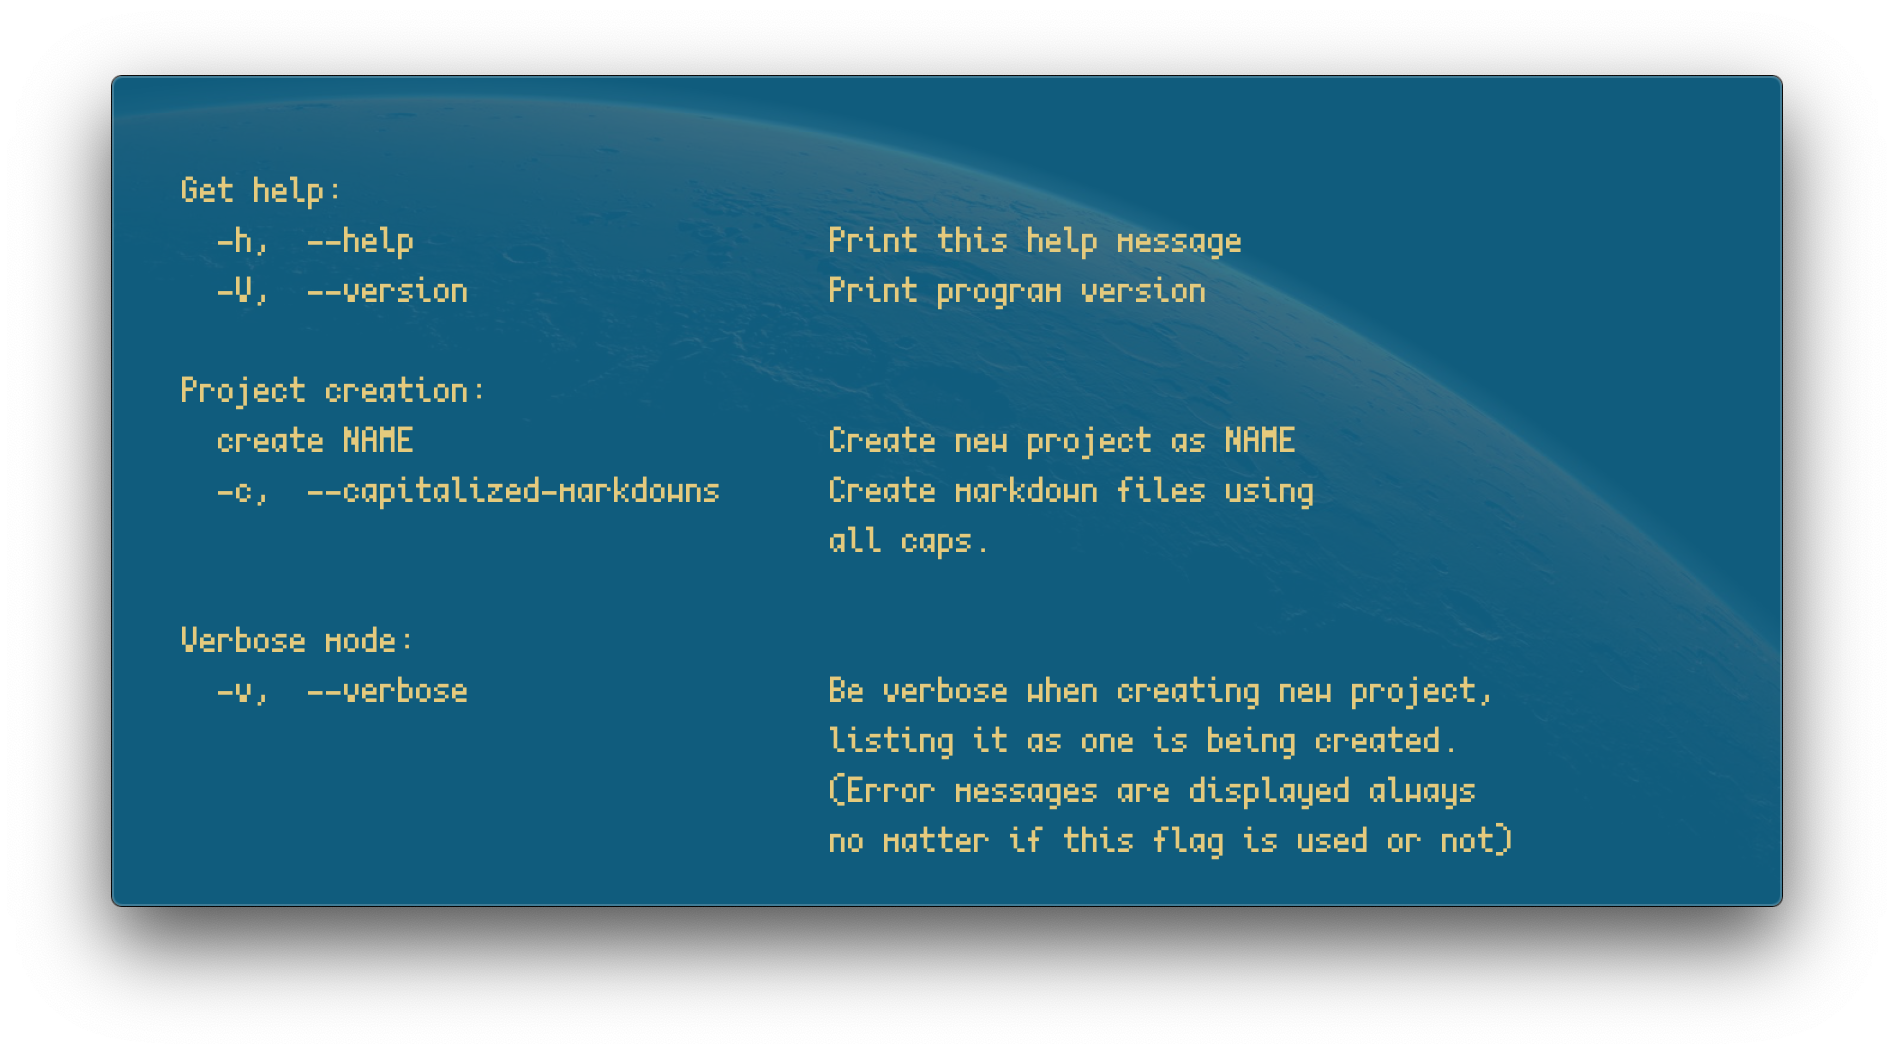 Get help:
-h,  --help                       Print this help message
-V,  --version                    Print program version
Project creation:
create NAME                       Create new project as NAME
-c,  --capitalized-markdowns      Create markdown files using
all caps.
Verbose mode:
-v,  --verbose                    Be verbose when creating new project,
listing it as one is being created.
(Error messages are displayed always
no matter if this flag is used or not)